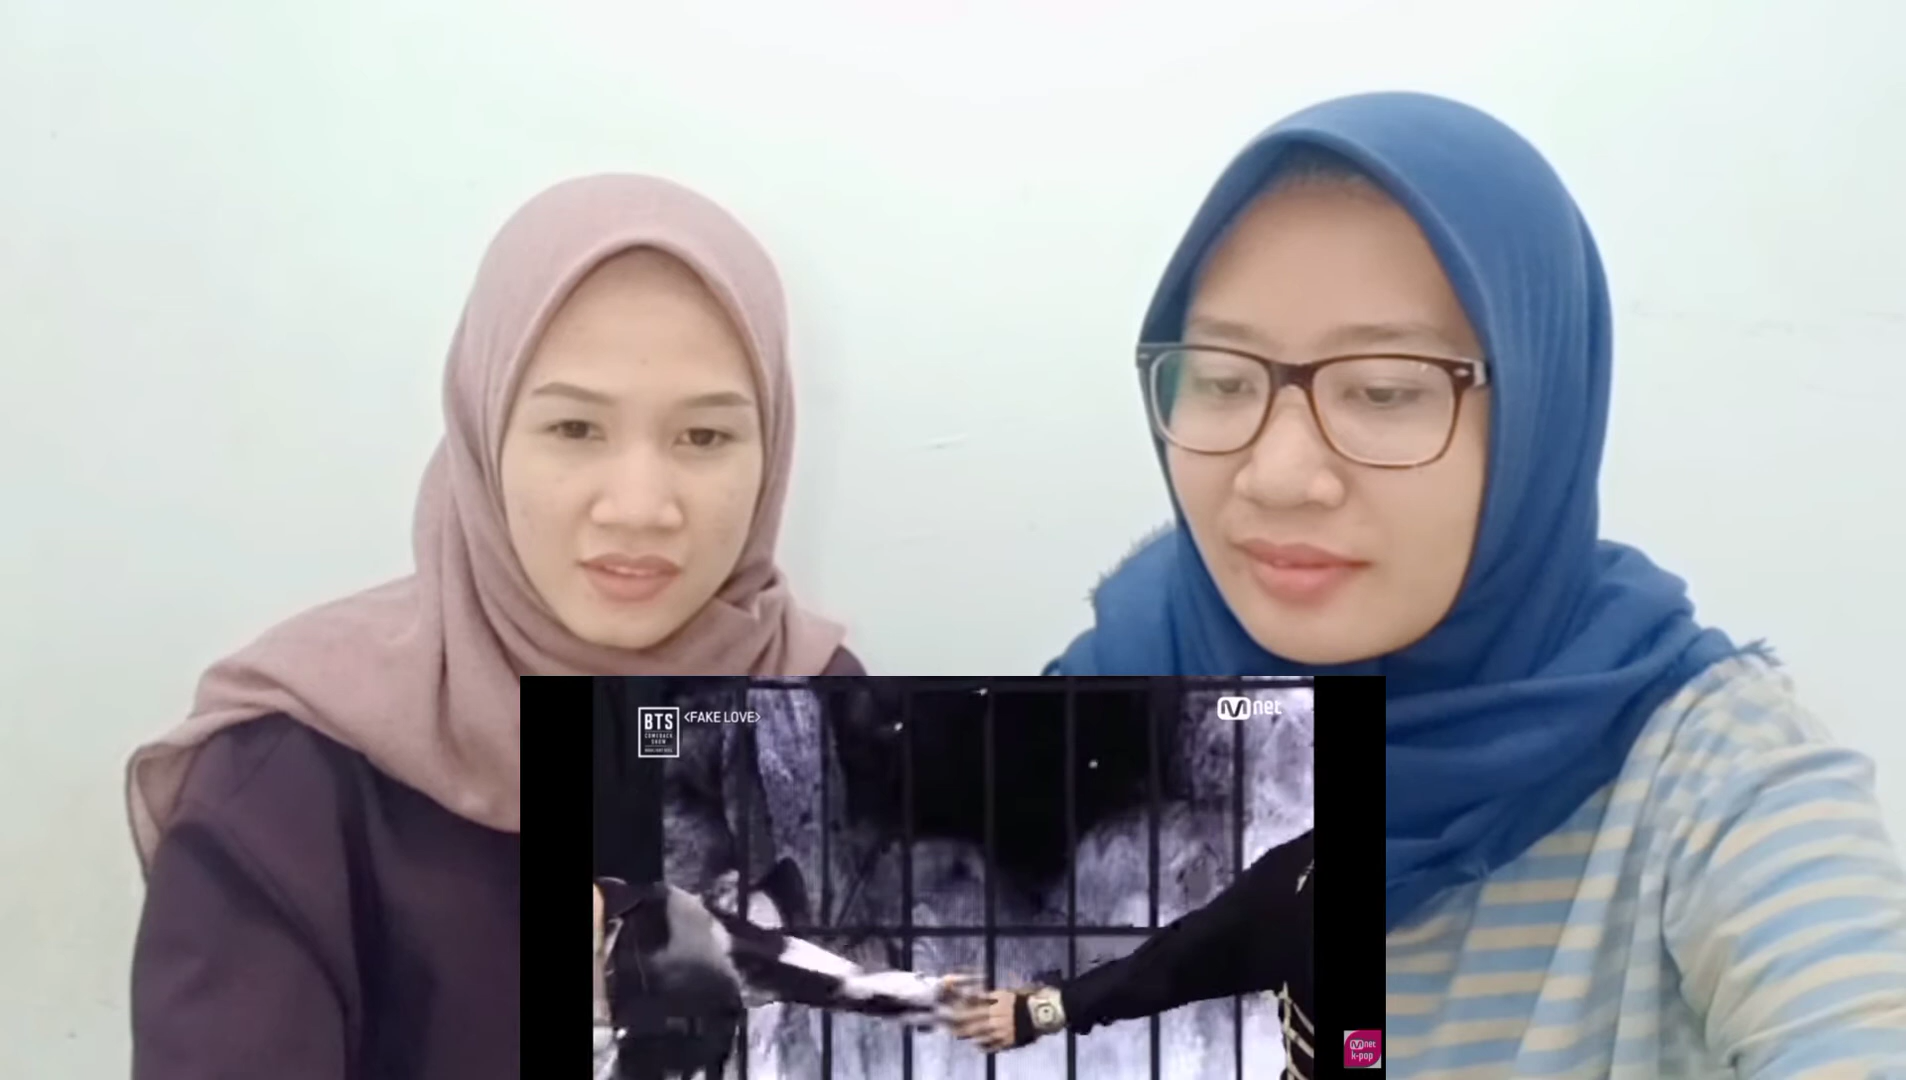 BTS
COMEBACK
SHOW
<FAKE LOVE>
Mnet
Mnet
k-pop